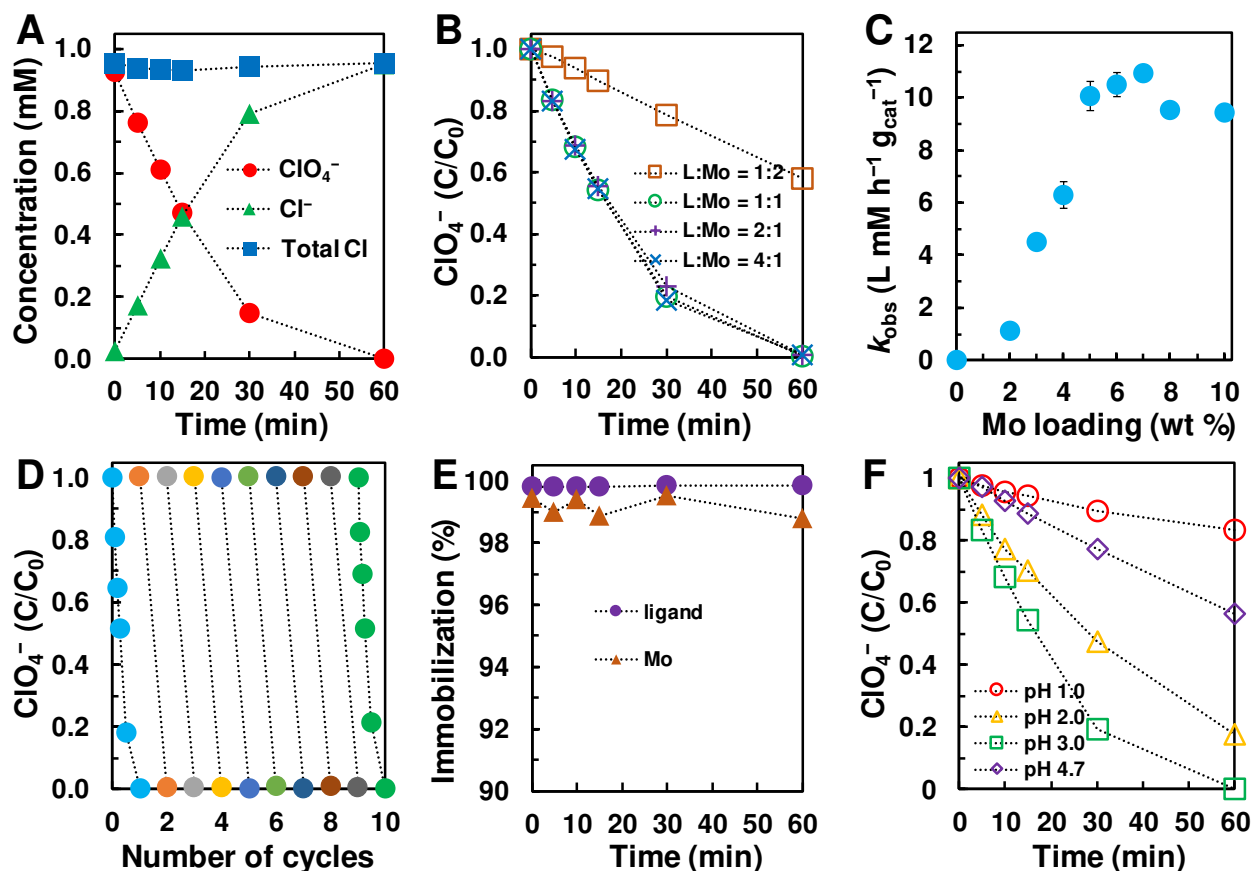 A
Concentration (mM)
1.0
0.8
0.6
0.4
0.2
0.0
ClO₄⁻
Cl⁻
Total Cl
0 10 20 30 40 50 60
Time (min)
B
ClO₄⁻ (C/C₀)
1.0
0.8
0.6
0.4
0.2
0.0
L:Mo = 1:2
L:Mo = 1:1
L:Mo = 2:1
L:Mo = 4:1
0 10 20 30 40 50 60
Time (min)
C
k_obs (L mM h⁻¹ g_cat⁻¹)
12
10
8
6
4
2
0
0 2 4 6 8 10
Mo loading (wt %)
D
ClO₄⁻ (C/C₀)
1.0
0.8
0.6
0.4
0.2
0.0
0 2 4 6 8 10
Number of cycles
E
Immobilization (%)
100
98
96
94
92
90
ligand
Mo
0 10 20 30 40 50 60
Time (min)
F
ClO₄⁻ (C/C₀)
1
0.8
0.6
0.4
0.2
0
pH 1.0
pH 2.0
pH 3.0
pH 4.7
0 10 20 30 40 50 60
Time (min)